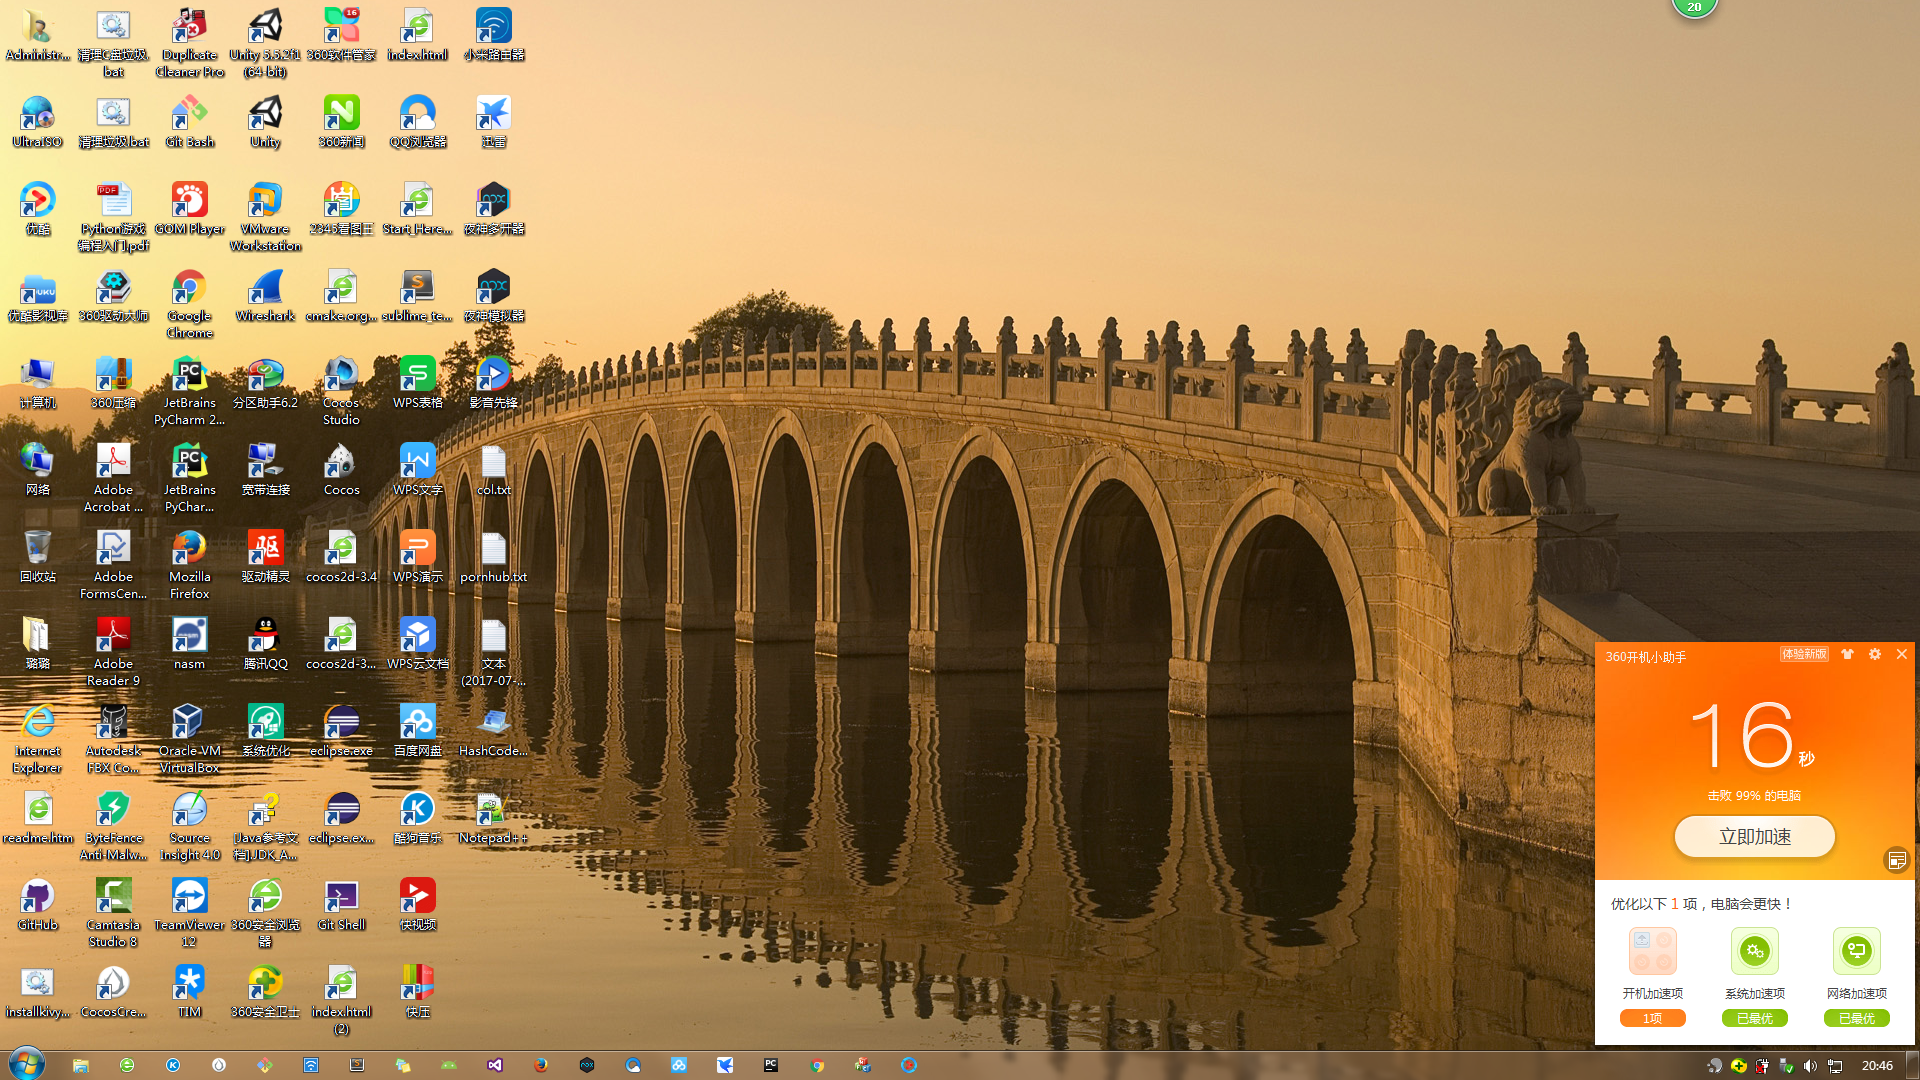 Administr...
清理C盘垃圾.
bat
Duplicate
Cleaner Pro
Unity 5.5.2f1
(64-bit)
16
360软件管家
index.html
小米路由器
20
UltraISO
清理垃圾.bat
Git Bash
Unity
360新闻
QQ浏览器
迅雷
优酷
PDF
Python游戏
编程入门.pdf
GOM Player
VMware
Workstation
2345看图王
Start_Here...
夜神多开器
优酷影视库
360驱动大师
Google
Chrome
Wireshark
cmake.org...
sublime_te...
夜神模拟器
计算机
360压缩
JetBrains
PyCharm 2...
分区助手6.2
Cocos
Studio
WPS表格
影音先锋
网络
Adobe
Acrobat ...
JetBrains
PyChar...
宽带连接
Cocos
WPS文字
col.txt
回收站
Adobe
FormsCen...
Mozilla
Firefox
驱动精灵
cocos2d-3.4
WPS演示
pornhub.txt
璐璐
Adobe
Reader 9
nasm
腾讯QQ
cocos2d-3...
WPS云文档
文本
(2017-07-...
Internet
Explorer
Autodesk
FBX Co...
Oracle VM
VirtualBox
系统优化
eclipse.exe
百度网盘
HashCode...
readme.htm
ByteFence
Anti-Malw...
Source
Insight 4.0
[Java参考文
档].JDK_A...
eclipse.ex...
酷狗音乐
Notepad++
GitHub
Camtasia
Studio 8
TeamViewer
12
360安全浏览
器
Git Shell
快视频
installkivy...
CocosCre...
TIM
360安全卫士
index.html
(2)
快压
360开机小助手
体验新版
16秒
击败 99% 的电脑
立即加速
优化以下 1 项，电脑会更快！
开机加速项
系统加速项
网络加速项
1项
已最优
已最优
20:46